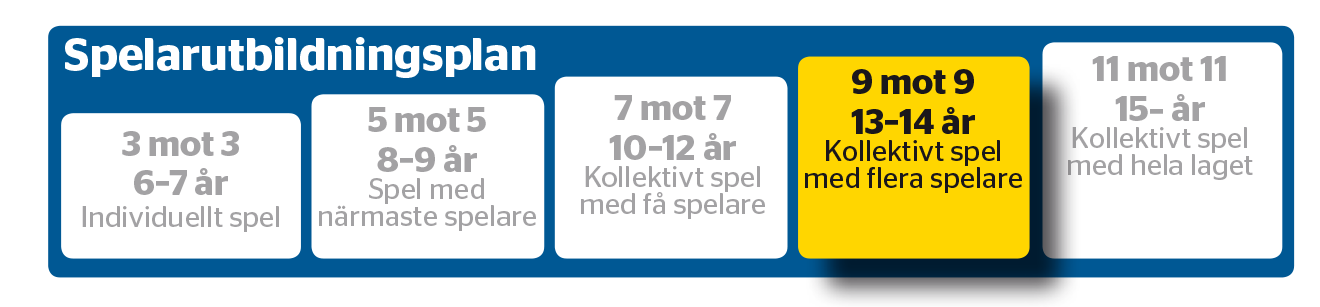 Spelarutbildningsplan
3 mot 3
6–7 år
Individuellt spel
5 mot 5
8–9 år
Spel med
närmaste spelare
7 mot 7
10–12 år
Kollektivt spel
med få spelare
9 mot 9
13–14 år
Kollektivt spel
med flera spelare
11 mot 11
15– år
Kollektivt spel
med hela laget